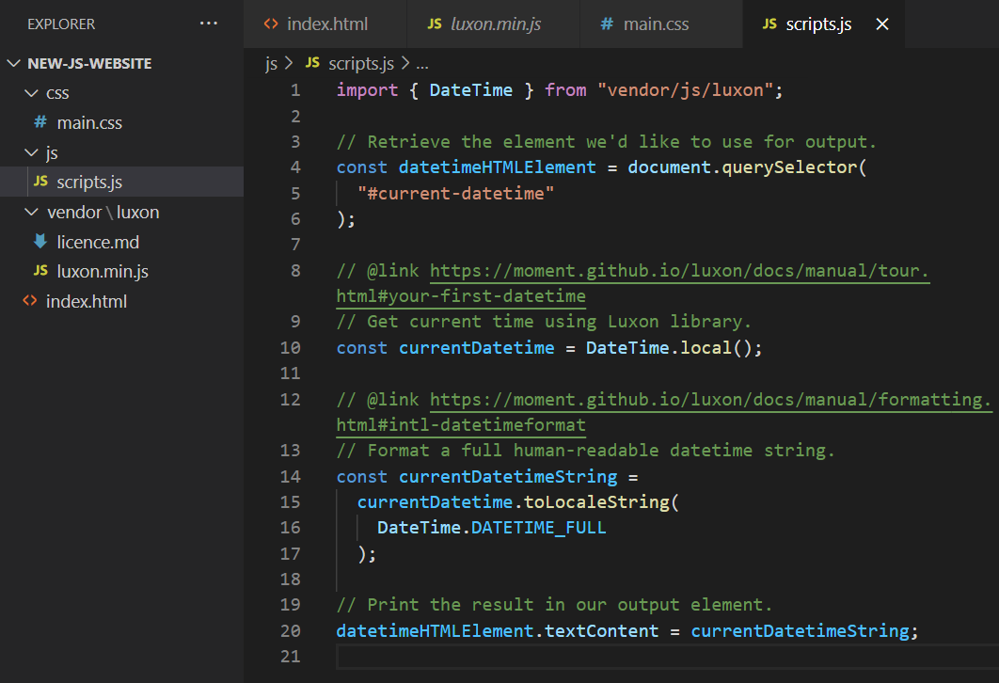 EXPLORER ...
NEW-JS-WEBSITE
css
# main.css
js
JS scripts.js
vendor \ luxon
licence.md
JS luxon.min.js
<> index.html
<> index.html JS luxon.min.js # main.css JS scripts.js ×
js > JS scripts.js > ...
1 import { DateTime } from "vendor/js/luxon";
2
3 // Retrieve the element we'd like to use for output.
4 const datetimeHTMLElement = document.querySelector(
5 "#current-datetime"
6 );
7
8 // @link https://moment.github.io/luxon/docs/manual/tour.
html#your-first-datetime
9 // Get current time using Luxon library.
10 const currentDatetime = DateTime.local();
11
12 // @link https://moment.github.io/luxon/docs/manual/formatting.
html#intl-datetimeformat
13 // Format a full human-readable datetime string.
14 const currentDatetimeString =
15 currentDatetime.toLocaleString(
16 DateTime.DATETIME_FULL
17 );
18
19 // Print the result in our output element.
20 datetimeHTMLElement.textContent = currentDatetimeString;
21